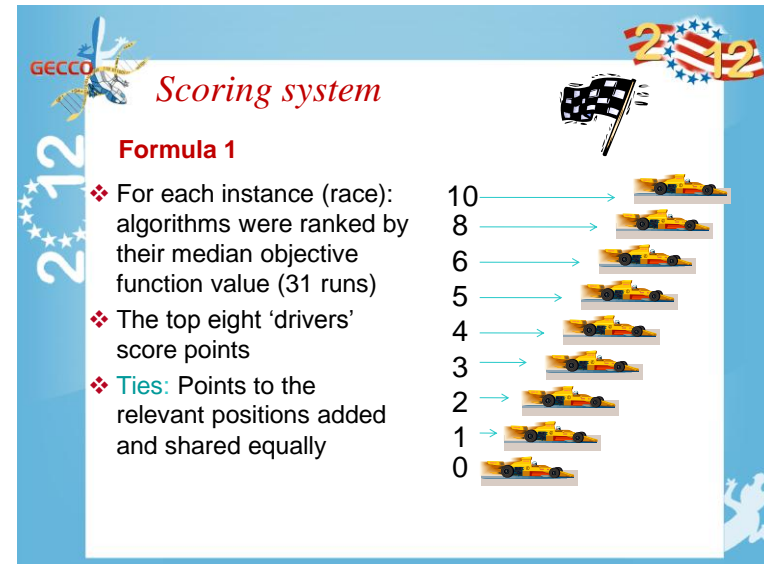 GECCO
2012
2012
Scoring system
Formula 1
❖ For each instance (race):
algorithms were ranked by
their median objective
function value (31 runs)
❖ The top eight ‘drivers’
score points
❖ Ties: Points to the
relevant positions added
and shared equally
10
8
6
5
4
3
2
1
0